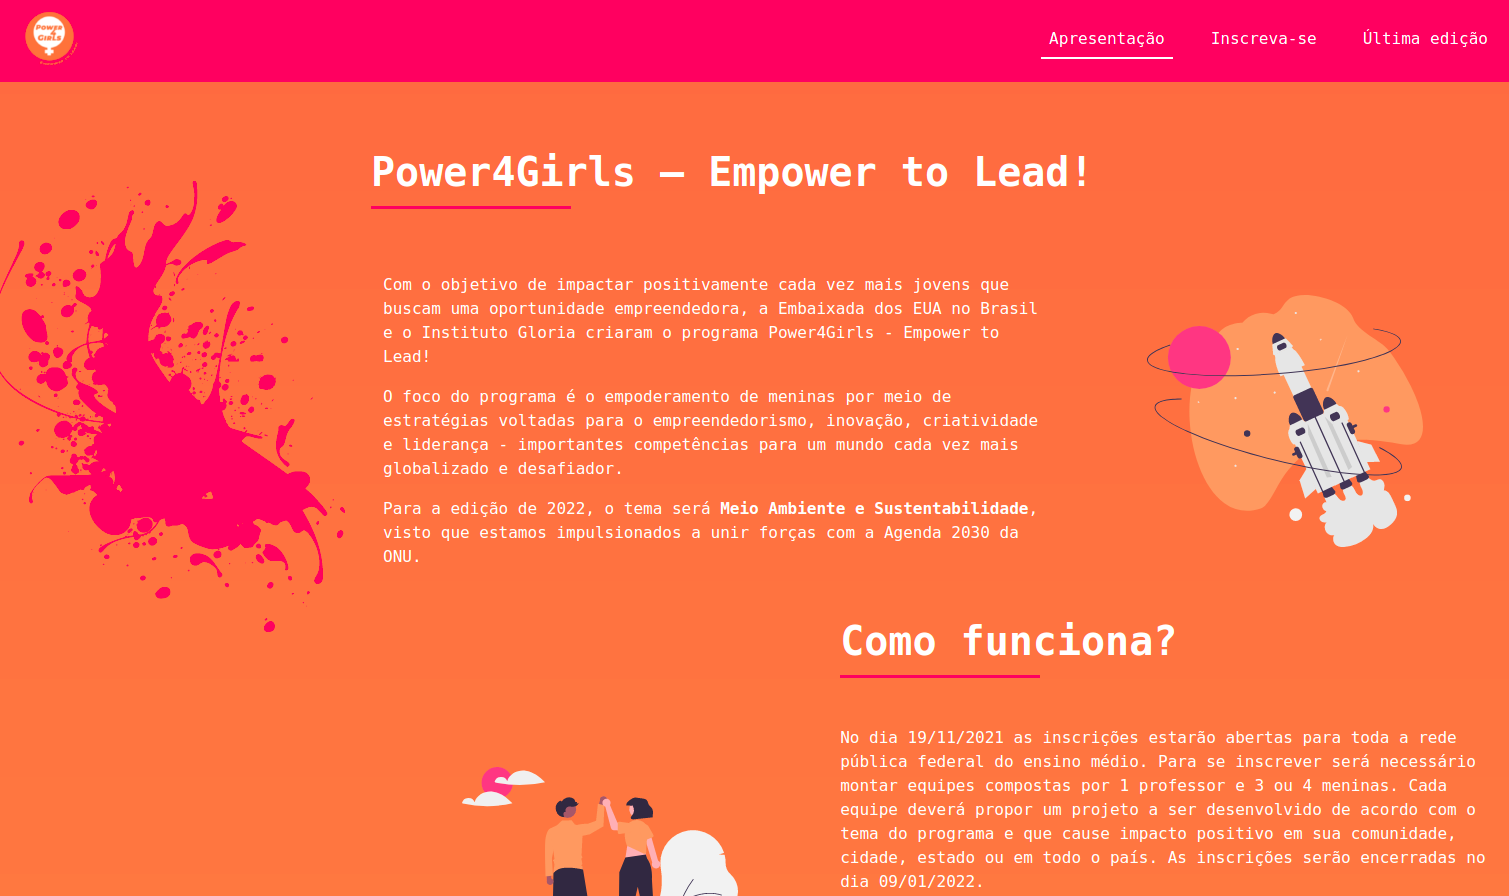 POWER
4
GIRLS
Apresentação
Inscreva-se
Última edição
Power4Girls – Empower to Lead!
Com o objetivo de impactar positivamente cada vez mais jovens que
buscam uma oportunidade empreendedora, a Embaixada dos EUA no Brasil
e o Instituto Gloria criaram o programa Power4Girls - Empower to
Lead!
O foco do programa é o empoderamento de meninas por meio de
estratégias voltadas para o empreendedorismo, inovação, criatividade
e liderança - importantes competências para um mundo cada vez mais
globalizado e desafiador.
Para a edição de 2022, o tema será Meio Ambiente e Sustentabilidade,
visto que estamos impulsionados a unir forças com a Agenda 2030 da
ONU.
Como funciona?
No dia 19/11/2021 as inscrições estarão abertas para toda a rede
pública federal do ensino médio. Para se inscrever será necessário
montar equipes compostas por 1 professor e 3 ou 4 meninas. Cada
equipe deverá propor um projeto a ser desenvolvido de acordo com o
tema do programa e que cause impacto positivo em sua comunidade,
cidade, estado ou em todo o país. As inscrições serão encerradas no
dia 09/01/2022.